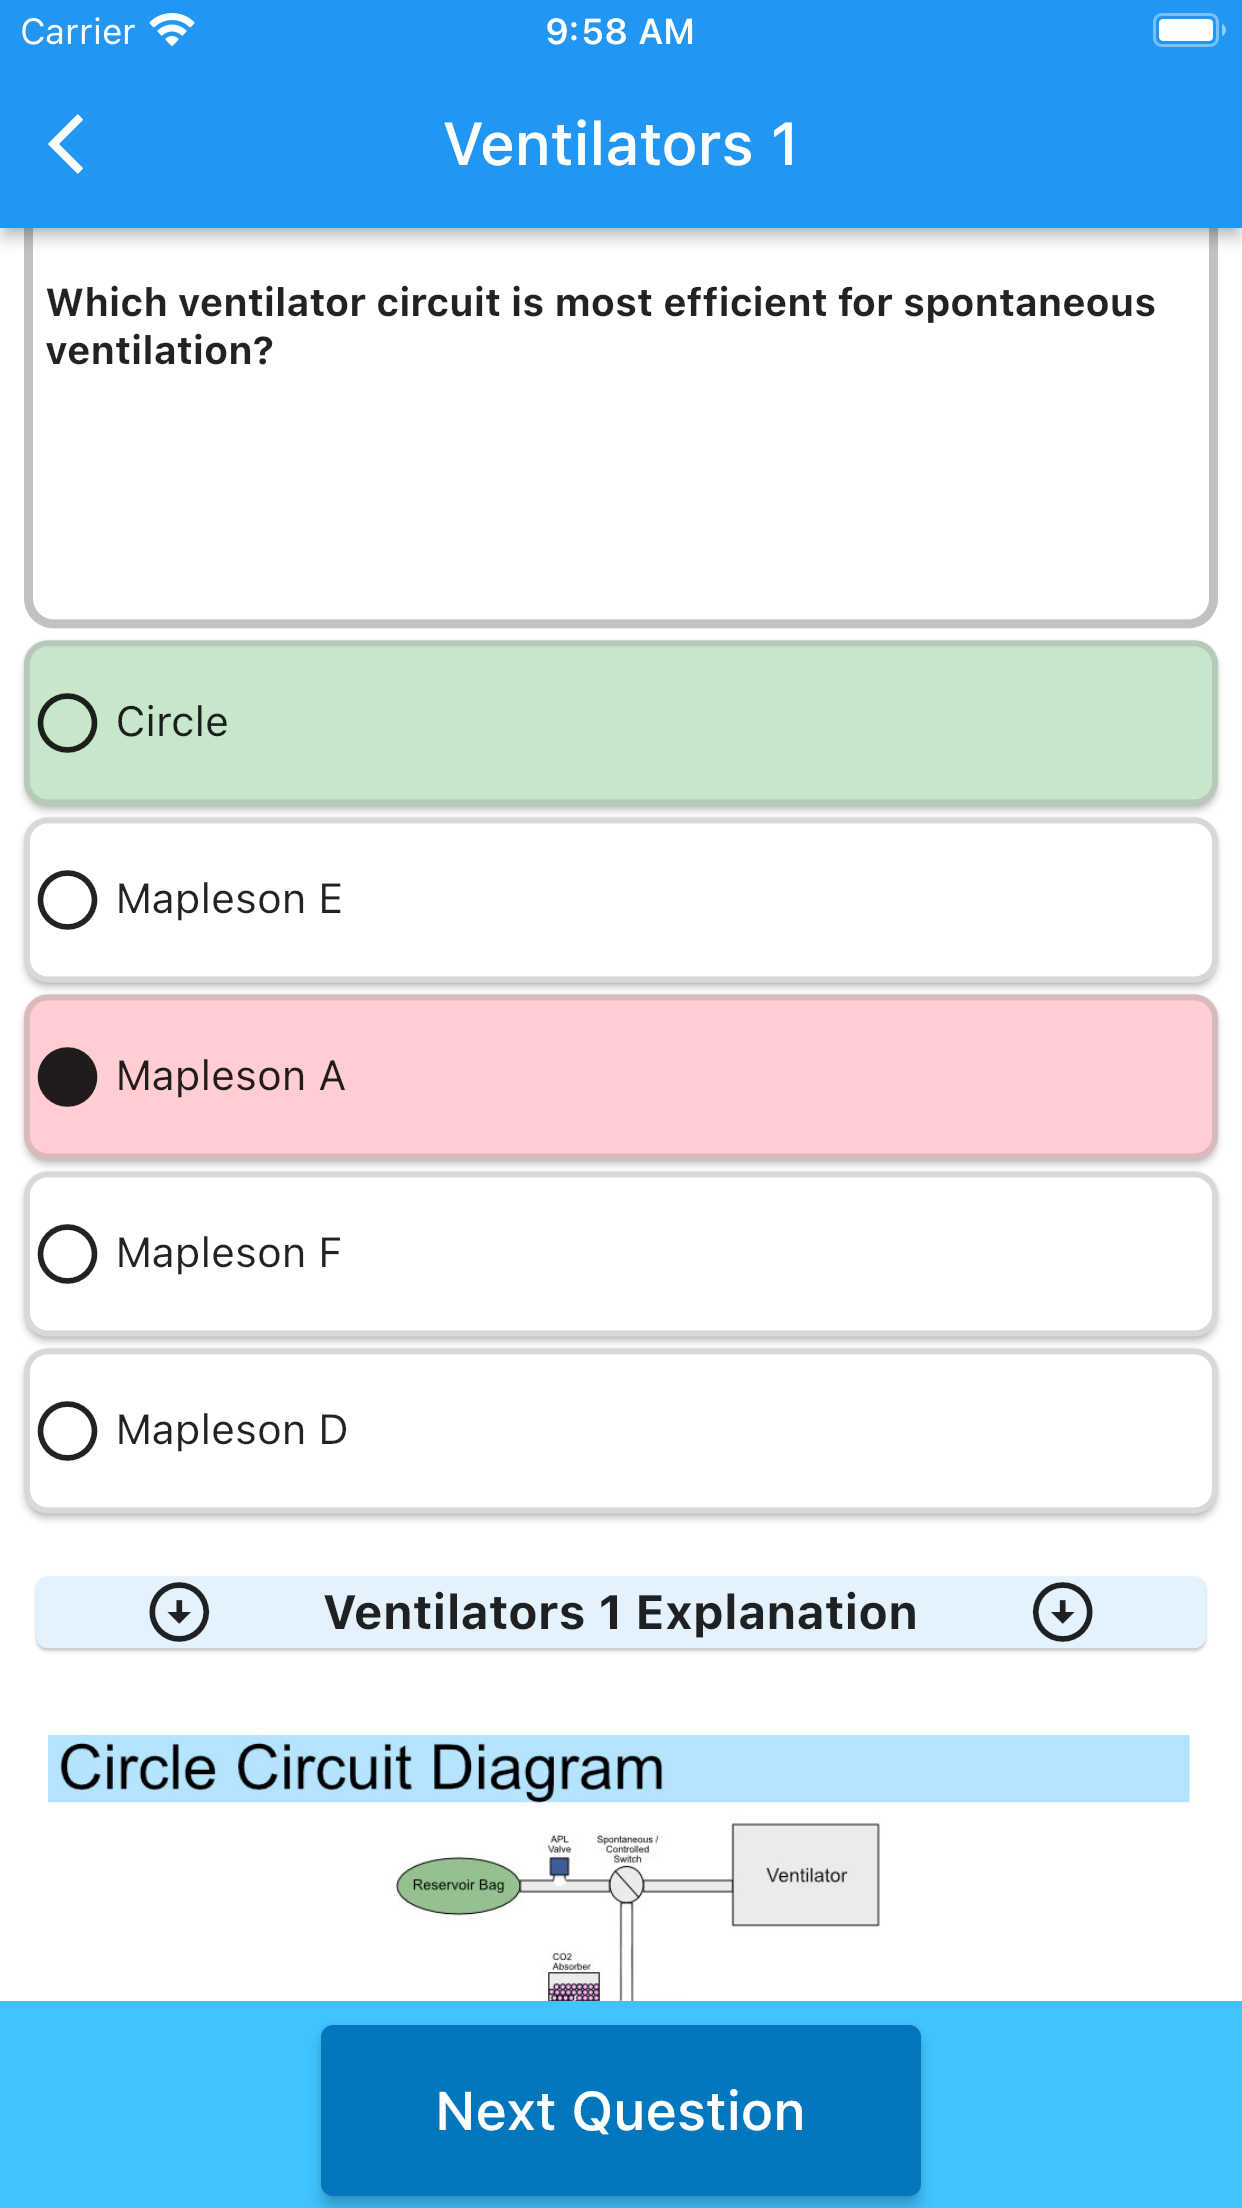 Carrier
9:58 AM
Ventilators 1
Which ventilator circuit is most efficient for spontaneous
ventilation?
Circle
Mapleson E
Mapleson A
Mapleson F
Mapleson D
Ventilators 1 Explanation
Circle Circuit Diagram
APL
Valve
Spontaneous /
Controlled
Switch
Reservoir Bag
Ventilator
CO2
Absorber
Next Question